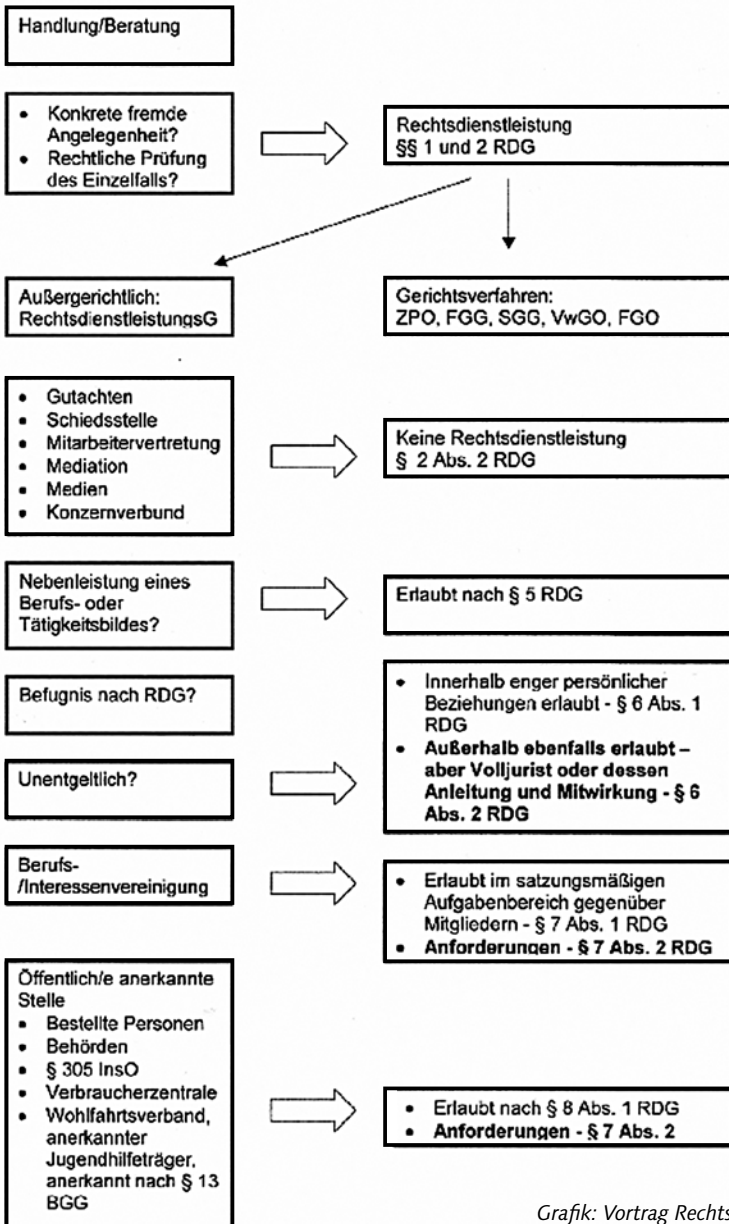 Handlung/Beratung
• Konkrete fremde
Angelegenheit?
• Rechtliche Prüfung
des Einzelfalls?
Rechtsdienstleistung
§§ 1 und 2 RDG
Außergerichtlich:
RechtsdienstleistungsG
Gerichtsverfahren:
ZPO, FGG, SGG, VwGO, FGO
• Gutachten
• Schiedsstelle
• Mitarbeitervertretung
• Mediation
• Medien
• Konzernverbund
Keine Rechtsdienstleistung
§ 2 Abs. 2 RDG
Nebenleistung eines
Berufs- oder
Tätigkeitsbildes?
Erlaubt nach § 5 RDG
Befugnis nach RDG?
Unentgeltlich?
• Innerhalb enger persönlicher
Beziehungen erlaubt - § 6 Abs. 1
RDG
• Außerhalb ebenfalls erlaubt –
aber Volljurist oder dessen
Anleitung und Mitwirkung - § 6
Abs. 2 RDG
Berufs-
/Interessenvereinigung
• Erlaubt im satzungsmäßigen
Aufgabenbereich gegenüber
Mitgliedern - § 7 Abs. 1 RDG
• Anforderungen - § 7 Abs. 2 RDG
Öffentlich/e anerkannte
Stelle
• Bestellte Personen
• Behörden
• § 305 InsO
• Verbraucherzentrale
• Wohlfahrtsverband,
anerkannter
Jugendhilfeträger,
anerkannt nach § 13
BGG
• Erlaubt nach § 8 Abs. 1 RDG
• Anforderungen - § 7 Abs. 2
Grafik: Vortrag Rechts